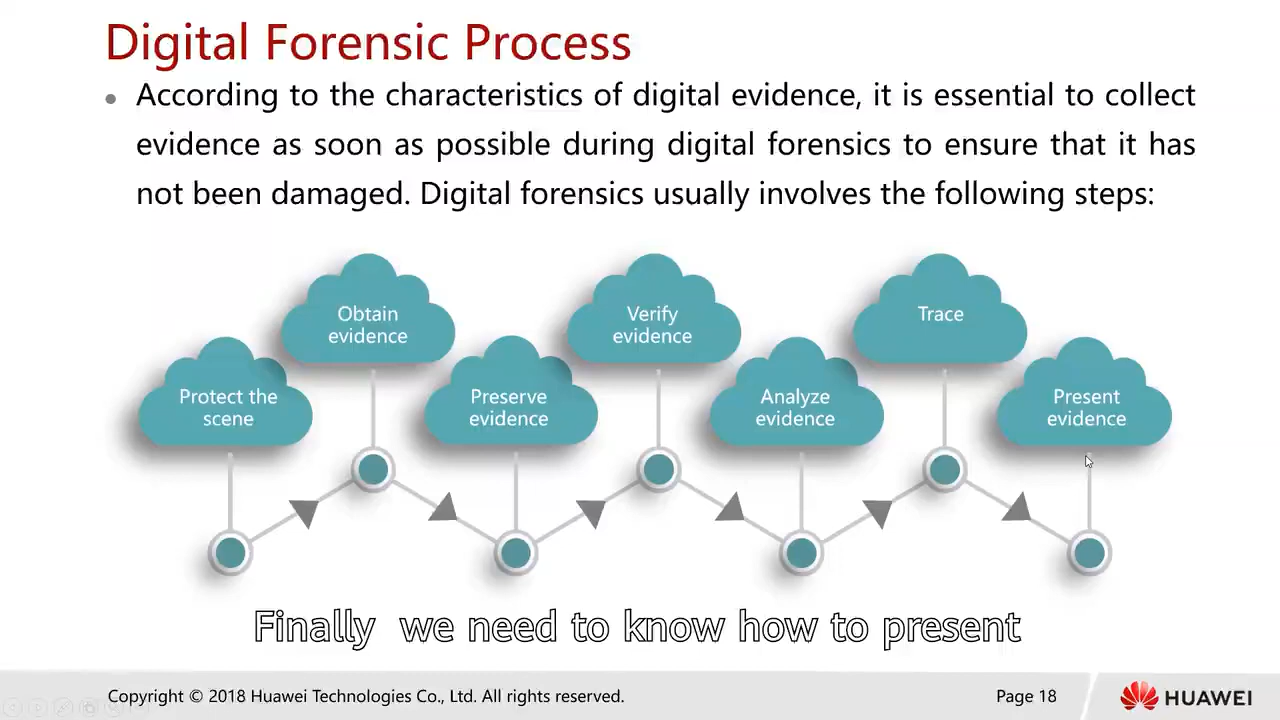 Digital Forensic Process
According to the characteristics of digital evidence, it is essential to collect
evidence as soon as possible during digital forensics to ensure that it has
not been damaged. Digital forensics usually involves the following steps:
Protect the
scene
Obtain
evidence
Preserve
evidence
Verify
evidence
Analyze
evidence
Trace
Present
evidence
Finally we need to know how to present
Copyright © 2018 Huawei Technologies Co., Ltd. All rights reserved.
Page 18
HUAWEI